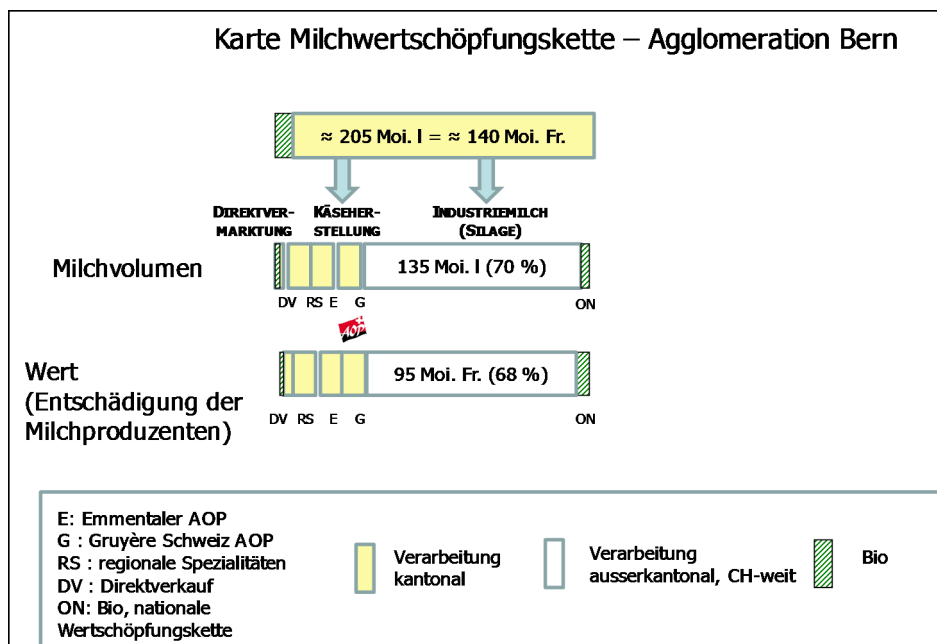 Karte Milchwertschöpfungskette – Agglomeration Bern
≈ 205 Moi. l = ≈ 140 Moi. Fr.
DIREKTVER-
MARKTUNG
KÄSEHER-
STELLUNG
INDUSTRIEMILCH
(SILAGE)
Milchvolumen
135 Moi. l (70 %)
DV RS E G ON
AOP
Wert
(Entschädigung der
Milchproduzenten)
95 Moi. Fr. (68 %)
DV RS E G ON
E: Emmentaler AOP
G : Gruyère Schweiz AOP
RS : regionale Spezialitäten
DV : Direktverkauf
ON: Bio, nationale
Wertschöpfungskette
Verarbeitung
kantonal
Verarbeitung
ausserkantonal, CH-weit
Bio